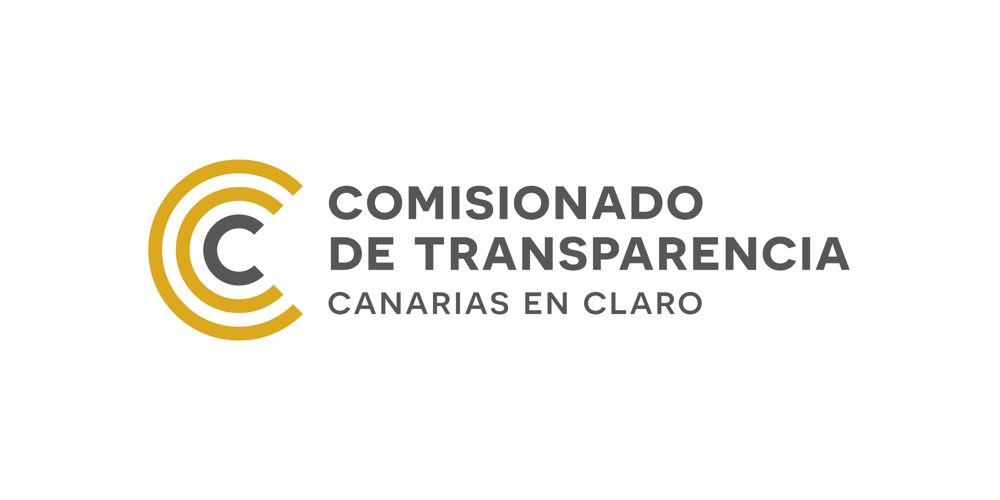 COMISIONADO
DE TRANSPARENCIA
CANARIAS EN CLARO